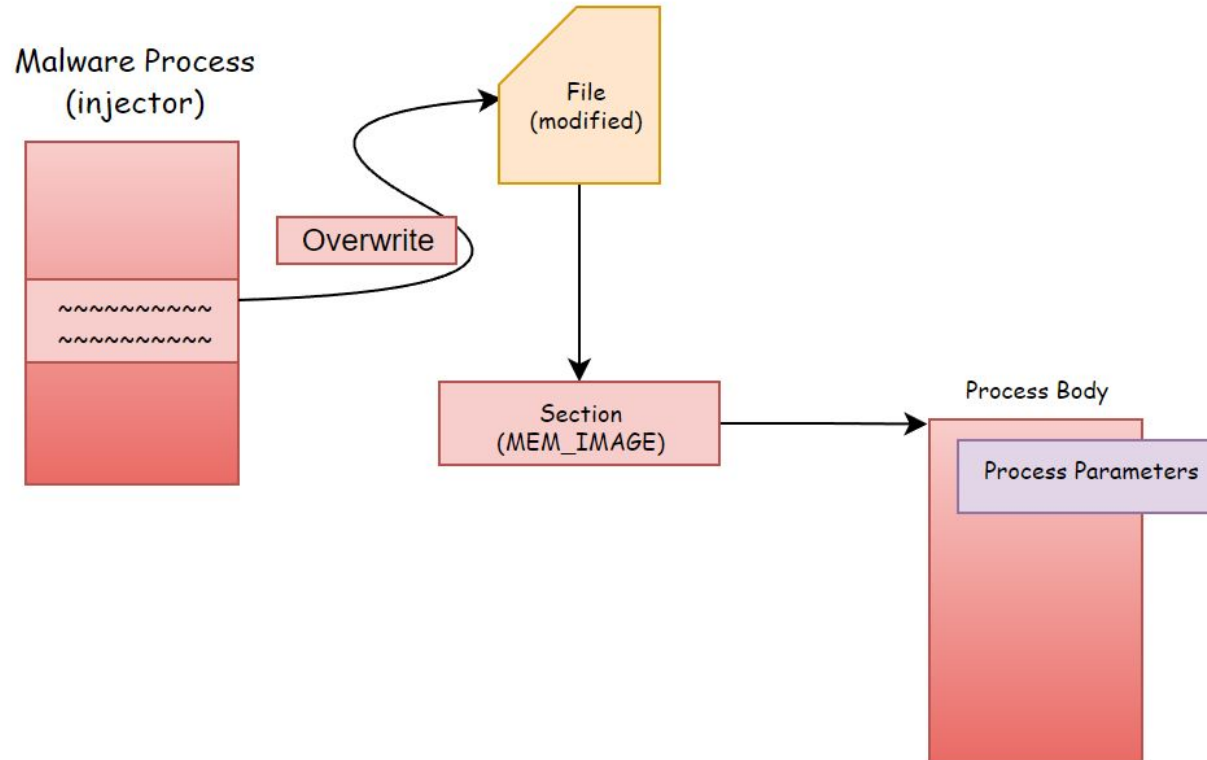 Malware Process
(injector)
File
(modified)
Overwrite
~~~~~~~~~~
~~~~~~~~~~
Section
(MEM_IMAGE)
Process Body
Process Parameters